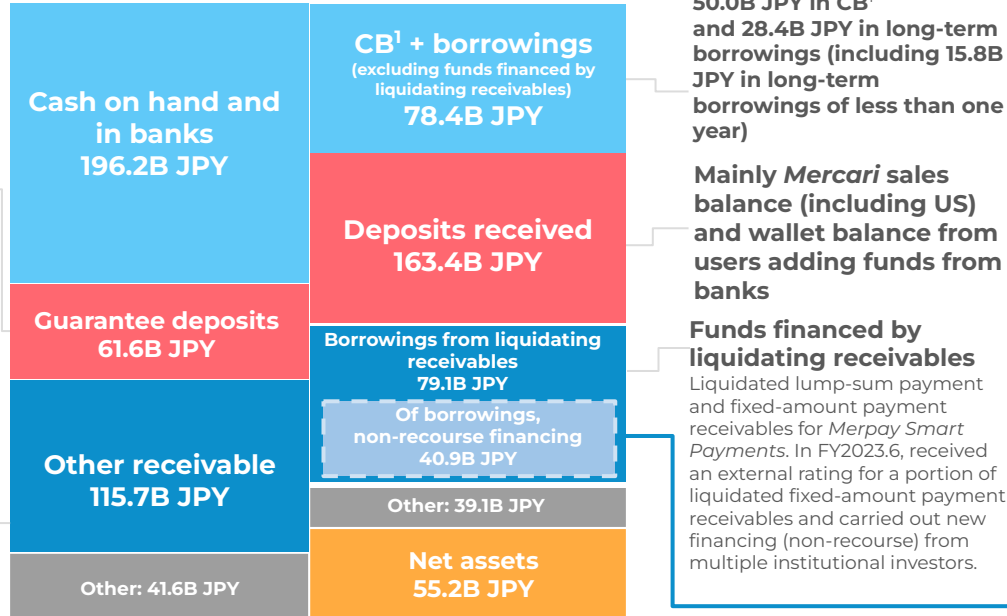 Cash on hand and
in banks
196.2B JPY
Guarantee deposits
61.6B JPY
Other receivable
115.7B JPY
Other: 41.6B JPY
CB¹ + borrowings
(excluding funds financed by
liquidating receivables)
78.4B JPY
Deposits received
163.4B JPY
Borrowings from liquidating
receivables
79.1B JPY
Of borrowings,
non-recourse financing
40.9B JPY
Other: 39.1B JPY
Net assets
55.2B JPY
50.0B JPY in CB¹
and 28.4B JPY in long-term
borrowings (including 15.8B
JPY in long-term
borrowings of less than one
year)
Mainly Mercari sales
balance (including US)
and wallet balance from
users adding funds from
banks
Funds financed by
liquidating receivables
Liquidated lump-sum payment
and fixed-amount payment
receivables for Merpay Smart
Payments. In FY2023.6, received
an external rating for a portion of
liquidated fixed-amount payment
receivables and carried out new
financing (non-recourse) from
multiple institutional investors.